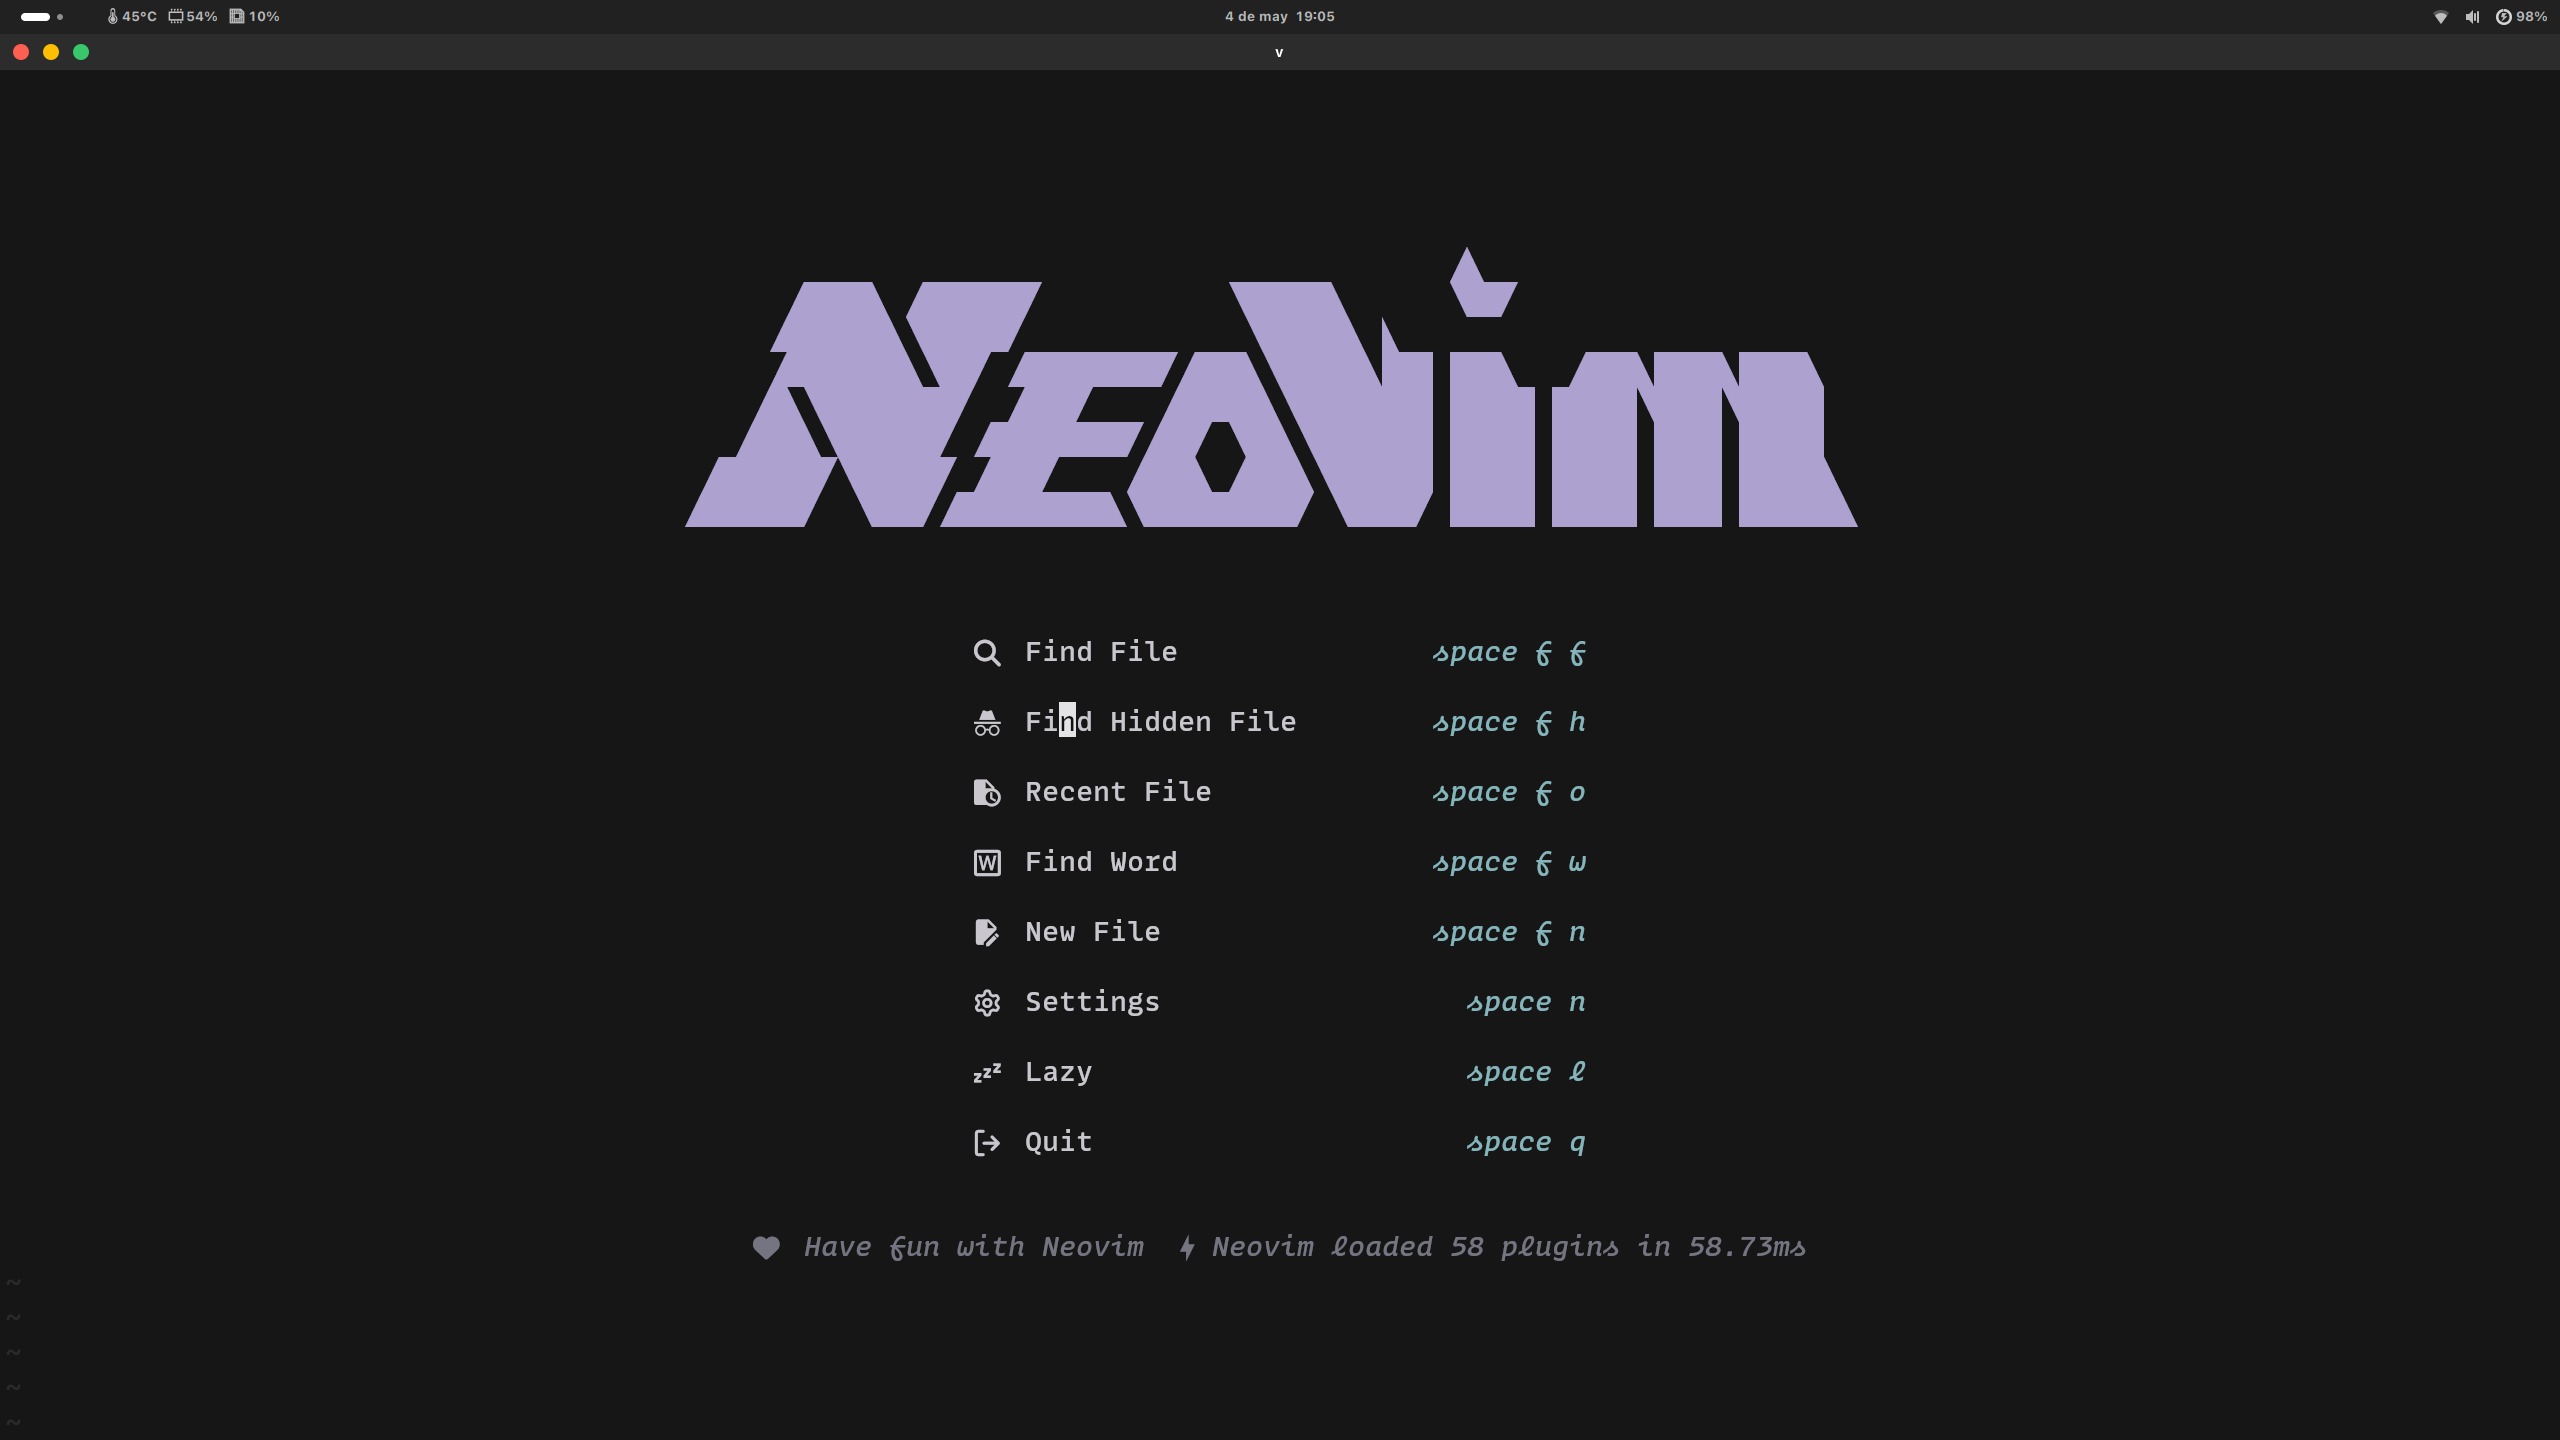 45°C 54% 10% 4 de may 19:05 98%
v
Neovim
Find File space f f
Find Hidden File space f h
Recent File space f o
W Find Word space f w
New File space f n
Settings space n
zzz Lazy space l
Quit space q
Have fun with Neovim Neovim loaded 58 plugins in 58.73ms
~
~
~
~
~